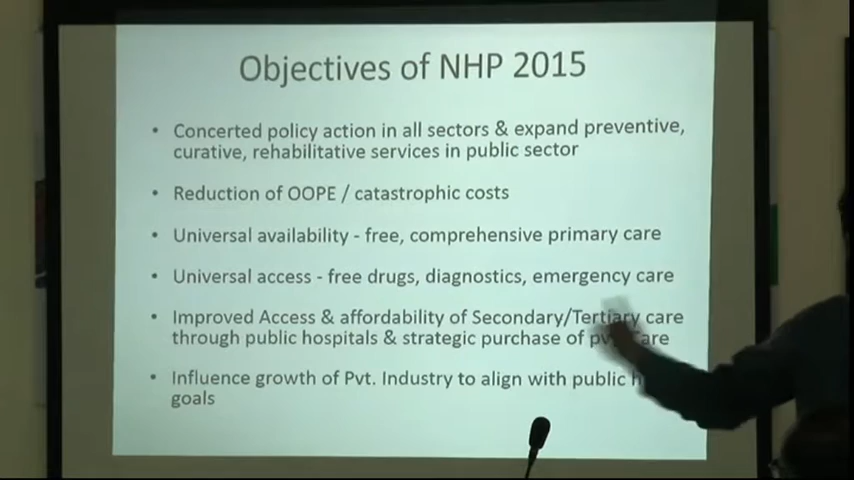 Objectives of NHP 2015
• Concerted policy action in all sectors & expand preventive,
curative, rehabilitative services in public sector
• Reduction of OOPE / catastrophic costs
• Universal availability - free, comprehensive primary care
• Universal access - free drugs, diagnostics, emergency care
• Improved Access & affordability of Secondary/Tertiary care
through public hospitals & strategic purchase of
• Influence growth of Pvt. Industry to align with public
goals